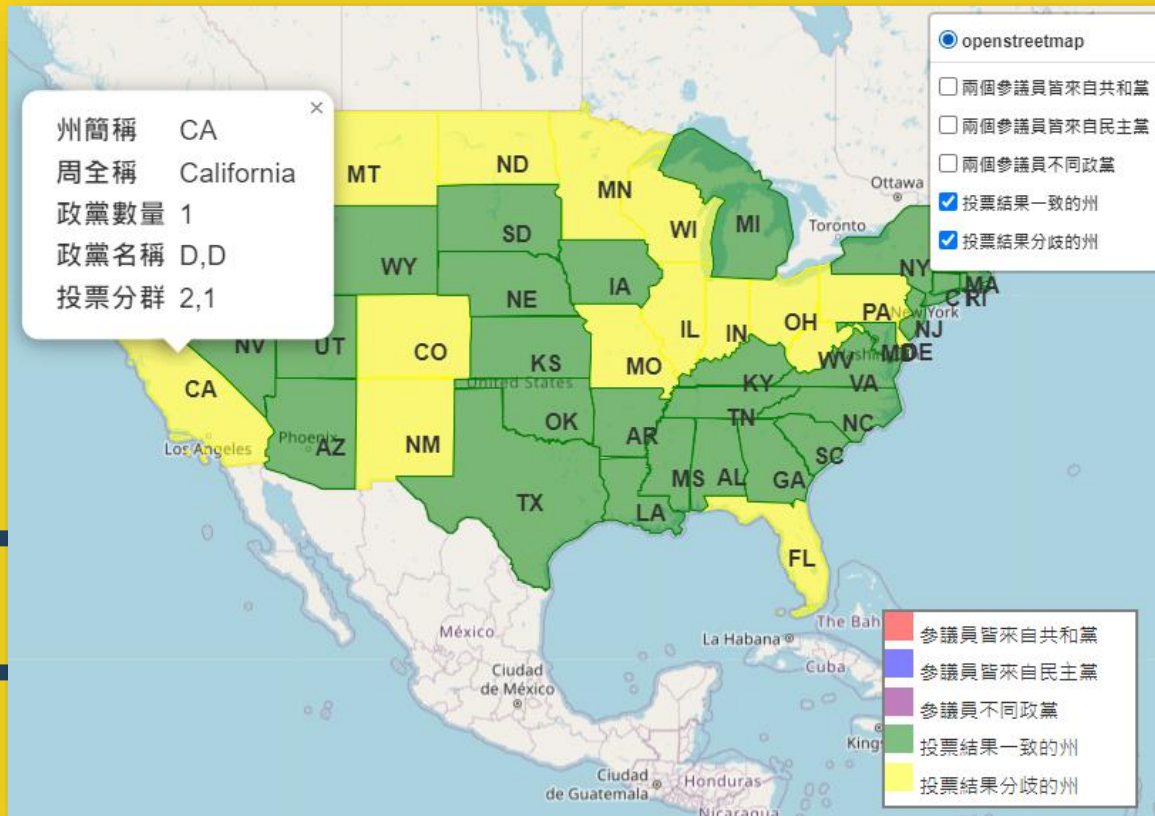 州簡稱 CA
周全稱 California
政黨數量 1
政黨名稱 D,D
投票分群 2,1
openstreetmap
兩個參議員皆來自共和黨
兩個參議員皆來自民主黨
兩個參議員不同政黨
投票結果一致的州
投票結果分歧的州
Ottawa
Toronto
MT
ND
MN
WI
MI
SD
WY
NE
IA
NY
MA
RI
New York
PA
NJ
NV
UT
CO
IL
IN
OH
KS
MO
WV
DE
VA
KY
United States
CA
Los Angeles
Phoenix
AZ
NM
OK
AR
TN
NC
SC
TX
LA
MS
AL
GA
FL
México
Ciudad
de México
La Habana
The Bah
Cuba
King
Ciudad
de Guatemala
Honduras
Nicaragua
參議員皆來自共和黨
參議員皆來自民主黨
參議員不同政黨
投票結果一致的州
投票結果分歧的州